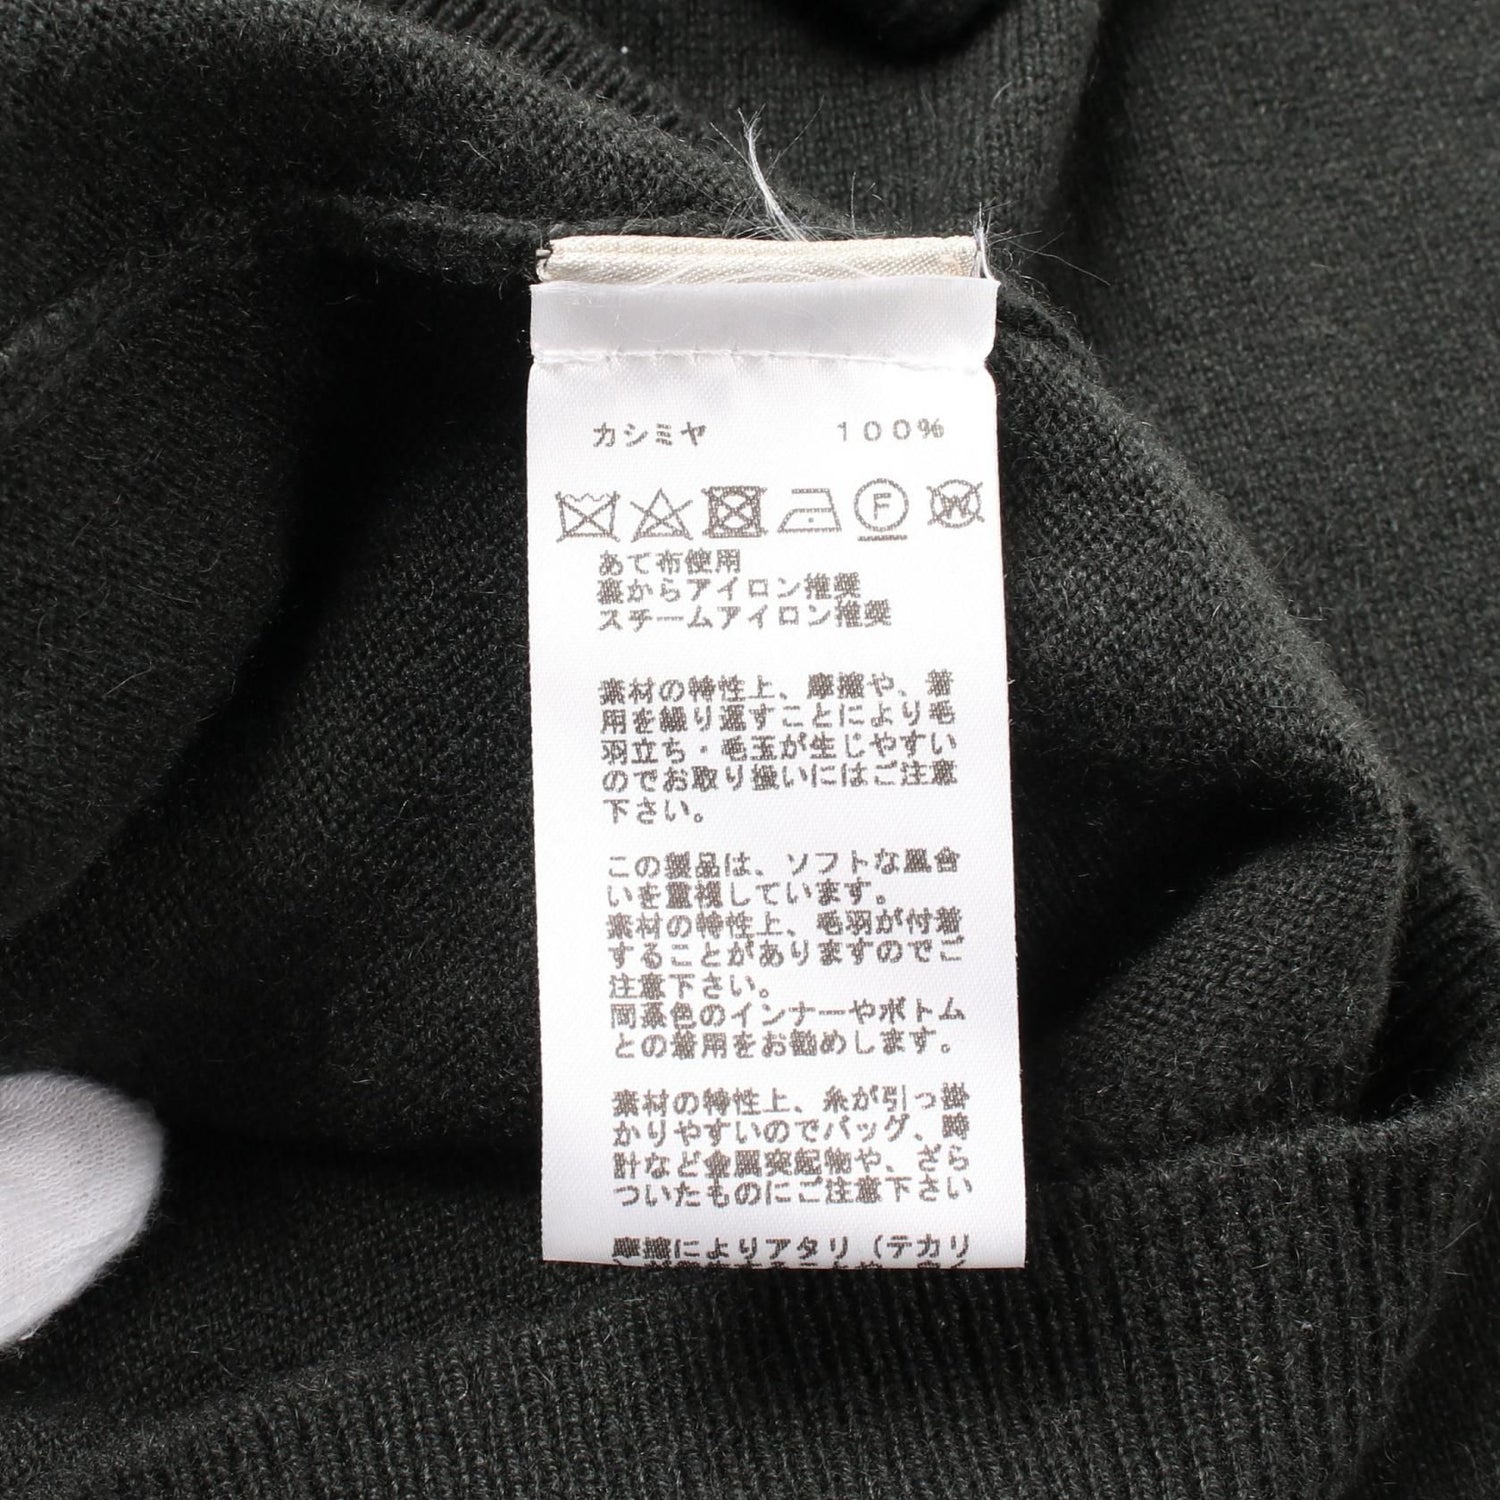 カシミヤ　１００％
F W
あて布使用
裏からアイロン推奨
スチームアイロン推奨
素材の特性上、摩擦や、着
用を繰り返すことにより毛
羽立ち・毛玉が生じやすい
のでお取り扱いにはご注意
下さい。
この製品は、ソフトな風合
いを重視しています。
素材の特性上、毛羽が付着
することがありますのでご
注意下さい。
同系色のインナーやボトム
との着用をお勧めします。
素材の特性上、糸が引っ掛
かりやすいのでバッグ、時
計など金属突起物や、ざら
ついたものにご注意下さい
摩擦によりアタリ（テカリ